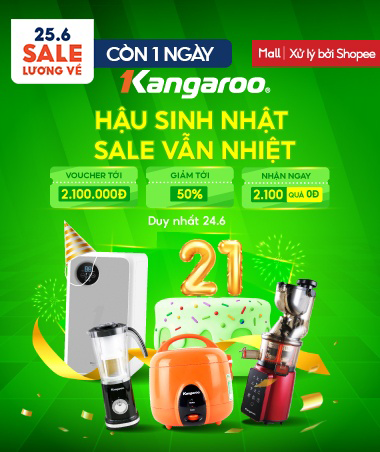 25.6
SALE
LƯƠNG VỀ
CÒN 1 NGÀY
Mall | Xử lý bởi Shopee
Kangaroo®
HẬU SINH NHẬT
SALE VẪN NHIỆT
VOUCHER TỚI
2.100.000Đ
GIẢM TỚI
50%
NHẬN NGAY
2.100 QUÀ 0Đ
Duy nhất 24.6
21
Kangaroo
Kangaroo